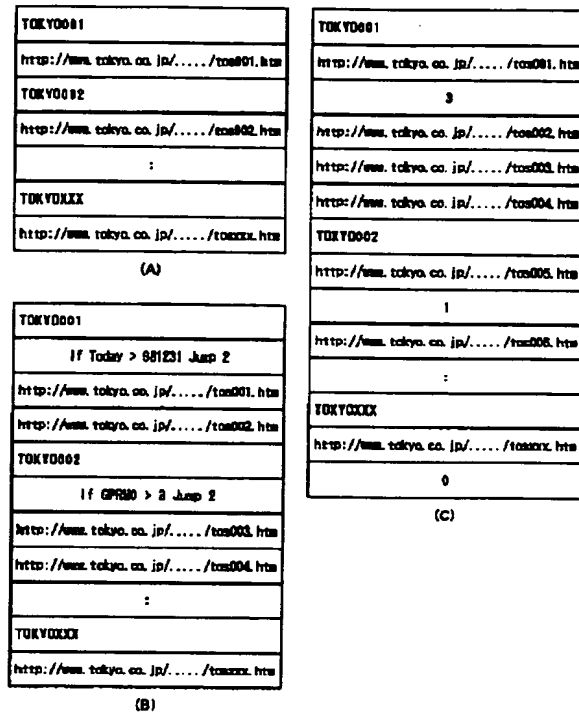 TOKYO001
http://www.tokyo.co.jp/...../tos001.htm
TOKYO002
http://www.tokyo.co.jp/...../tos002.htm
:
TOKYOXXX
http://www.tokyo.co.jp/...../tosxxx.htm
(A)
TOKYO001
If Today > 981231 Jump 2
http://www.tokyo.co.jp/...../tos001.htm
http://www.tokyo.co.jp/...../tos002.htm
TOKYO002
If GPRM0 > 3 Jump 2
http://www.tokyo.co.jp/...../tos003.htm
http://www.tokyo.co.jp/...../tos004.htm
:
TOKYOXXX
http://www.tokyo.co.jp/...../tosxxx.htm
(B)
TOKYO001
http://www.tokyo.co.jp/...../tos001.htm
3
http://www.tokyo.co.jp/...../tos002.htm
http://www.tokyo.co.jp/...../tos003.htm
http://www.tokyo.co.jp/...../tos004.htm
TOKYO002
http://www.tokyo.co.jp/...../tos005.htm
1
http://www.tokyo.co.jp/...../tos006.htm
:
TOKYOXXX
http://www.tokyo.co.jp/...../tosxxx.htm
0
(C)